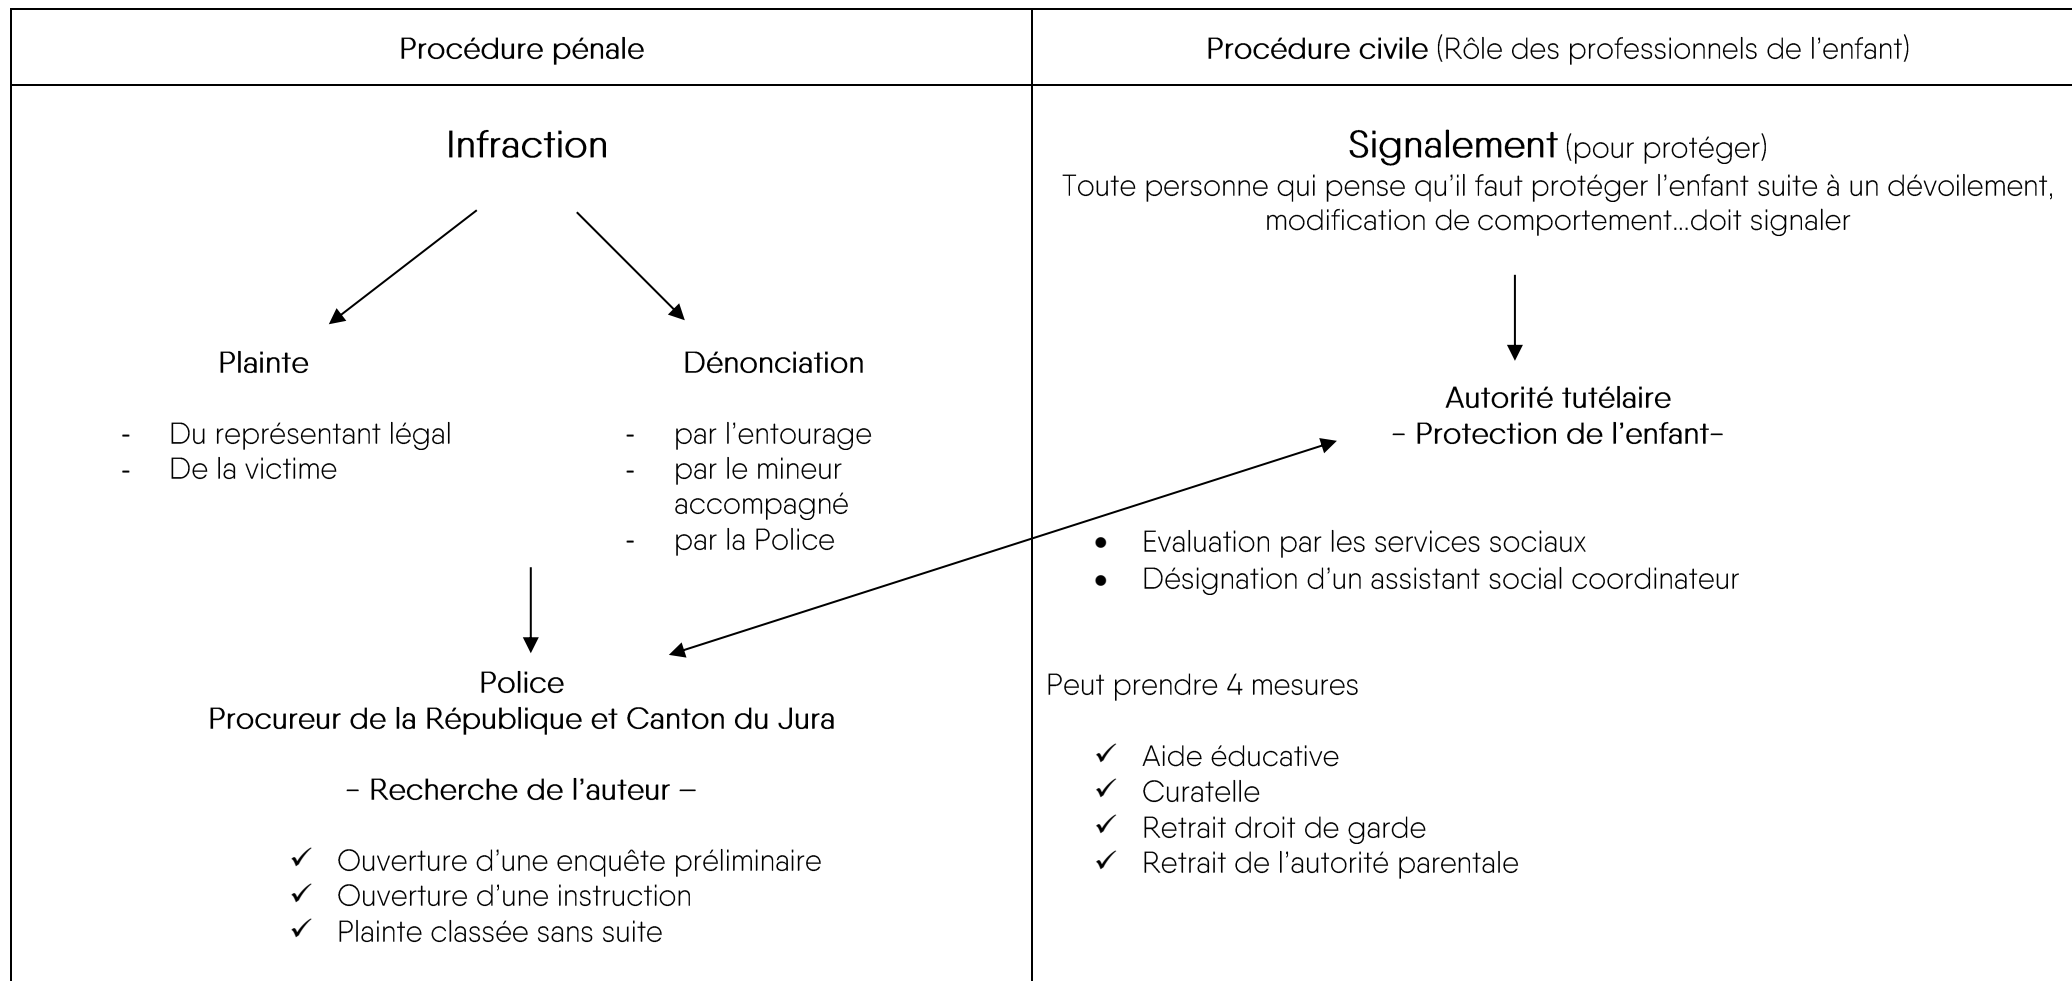 Procédure pénale
Procédure civile (Rôle des professionnels de l'enfant)
Infraction
Plainte
- Du représentant légal
- De la victime
Dénonciation
- par l'entourage
- par le mineur
accompagné
- par la Police
Police
Procureur de la République et Canton du Jura
– Recherche de l'auteur –
✓ Ouverture d'une enquête préliminaire
✓ Ouverture d'une instruction
✓ Plainte classée sans suite
Signalement (pour protéger)
Toute personne qui pense qu'il faut protéger l'enfant suite à un dévoilement,
modification de comportement...doit signaler
Autorité tutélaire
– Protection de l'enfant–
• Evaluation par les services sociaux
• Désignation d'un assistant social coordinateur
Peut prendre 4 mesures
✓ Aide éducative
✓ Curatelle
✓ Retrait droit de garde
✓ Retrait de l'autorité parentale